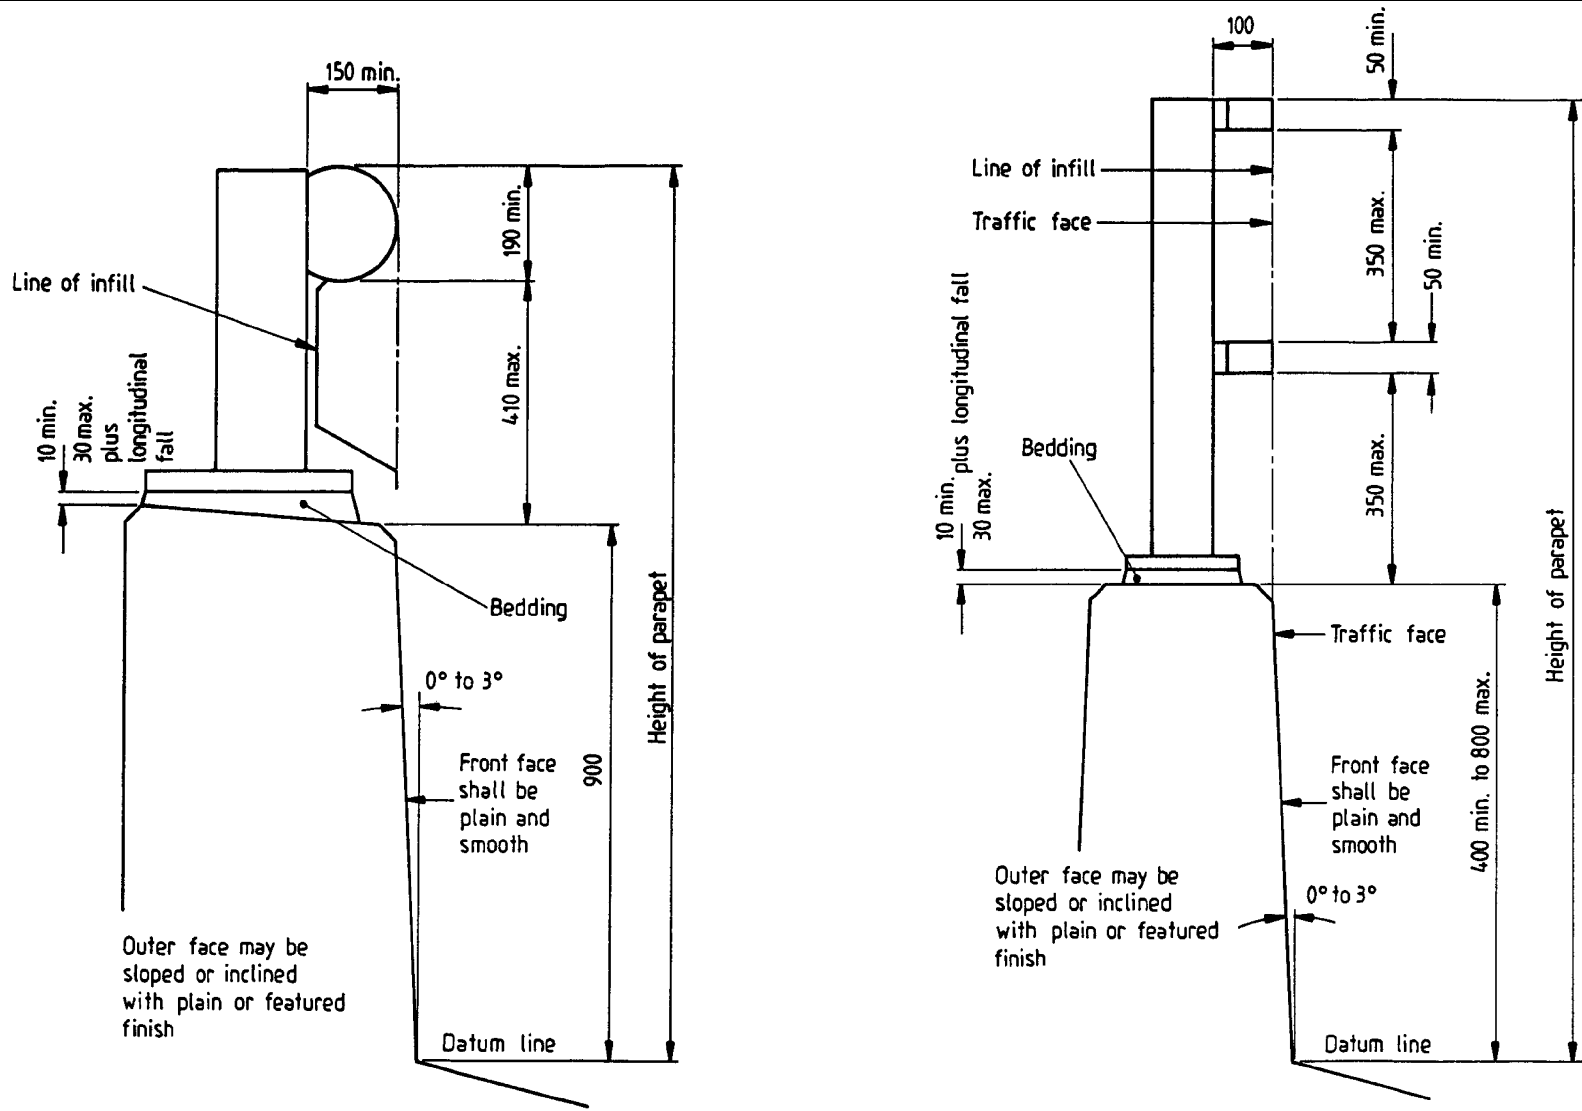 150 min.
190 min.
Line of infill
410 max.
10 min.
30 max.
plus
longitudinal
fall
Bedding
Height of parapet
0° to 3°
900
Front face
shall be
plain and
smooth
Outer face may be
sloped or inclined
with plain or featured
finish
Datum line
100
50 min.
Line of infill
Traffic face
350 max.
50 min.
10 min. plus longitudinal fall
30 max.
Bedding
350 max.
Height of parapet
Traffic face
400 min. to 800 max.
Front face
shall be
plain and
smooth
Outer face may be
sloped or inclined
with plain or featured
finish
0° to 3°
Datum line